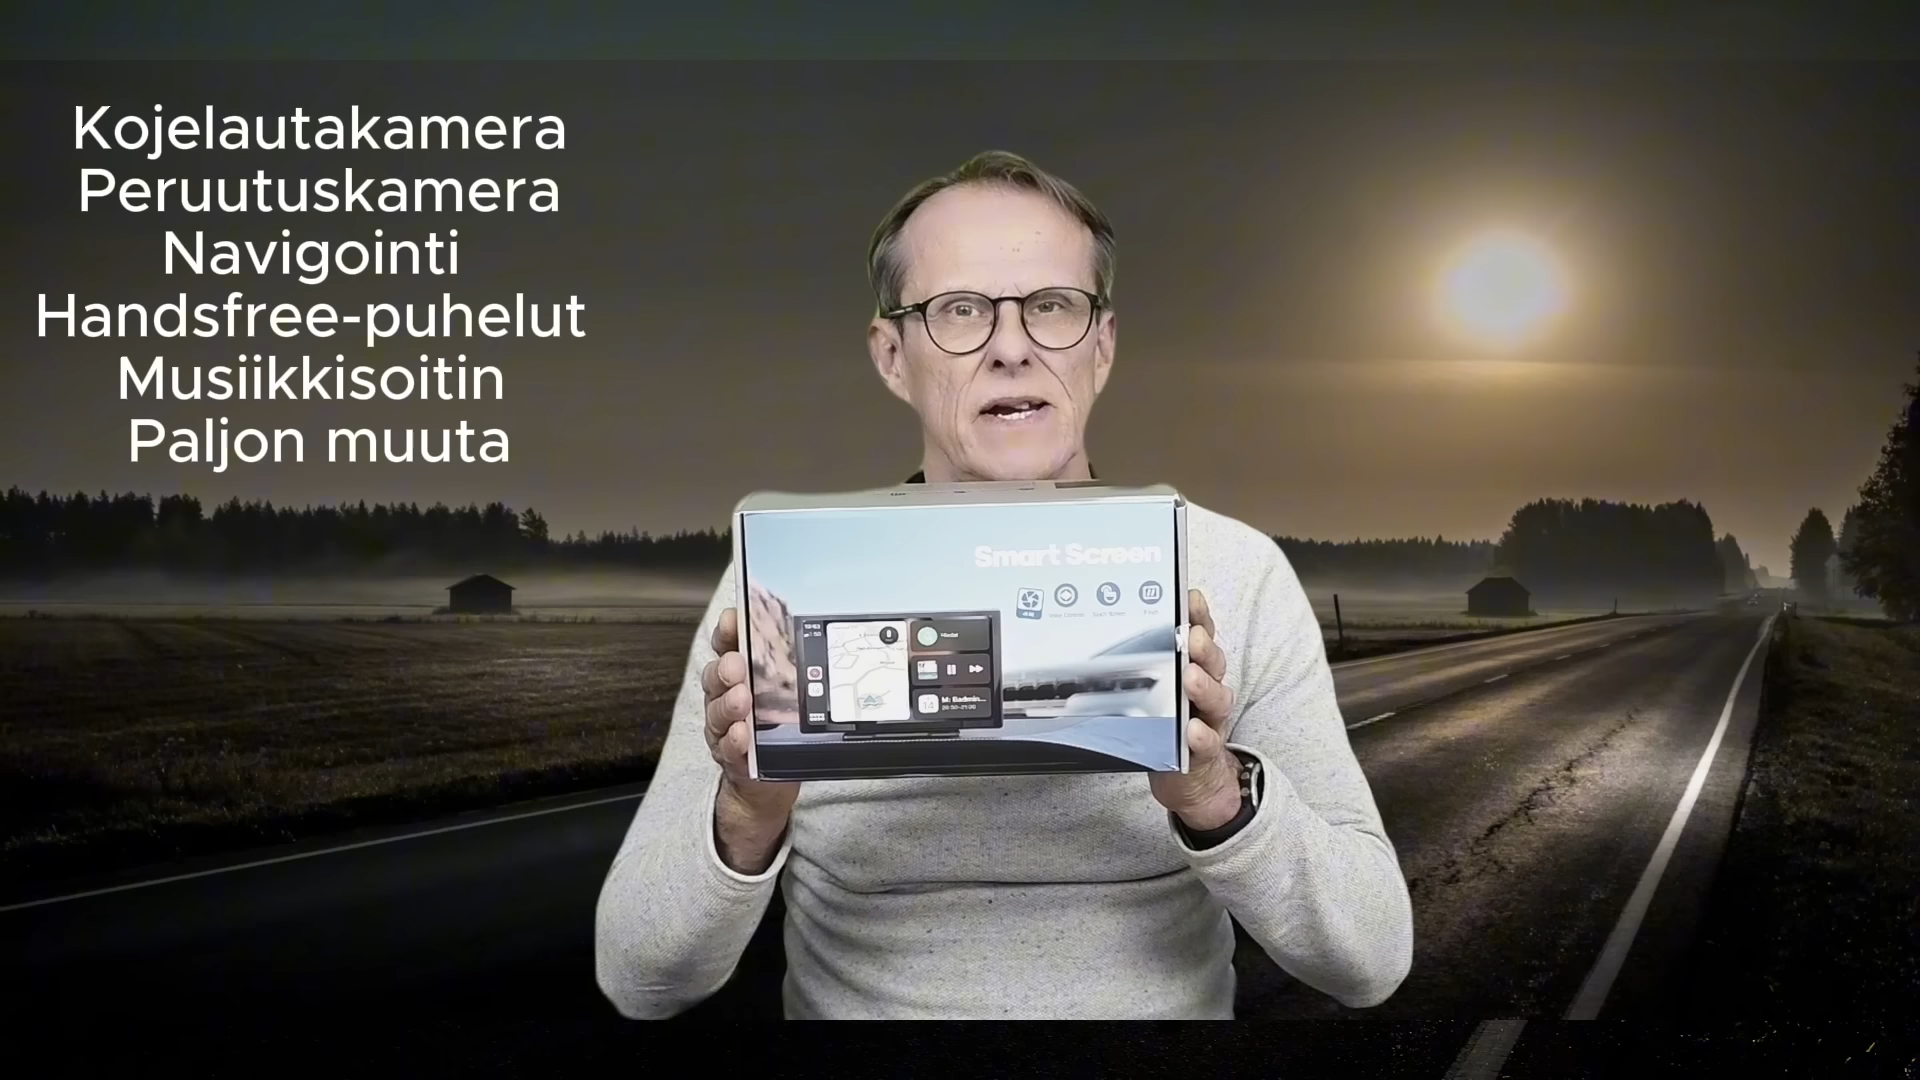 Kojelautakamera
Peruutuskamera
Navigointi
Handsfree-puhelut
Musiikkisoitin
Paljon muuta
Smart Screen